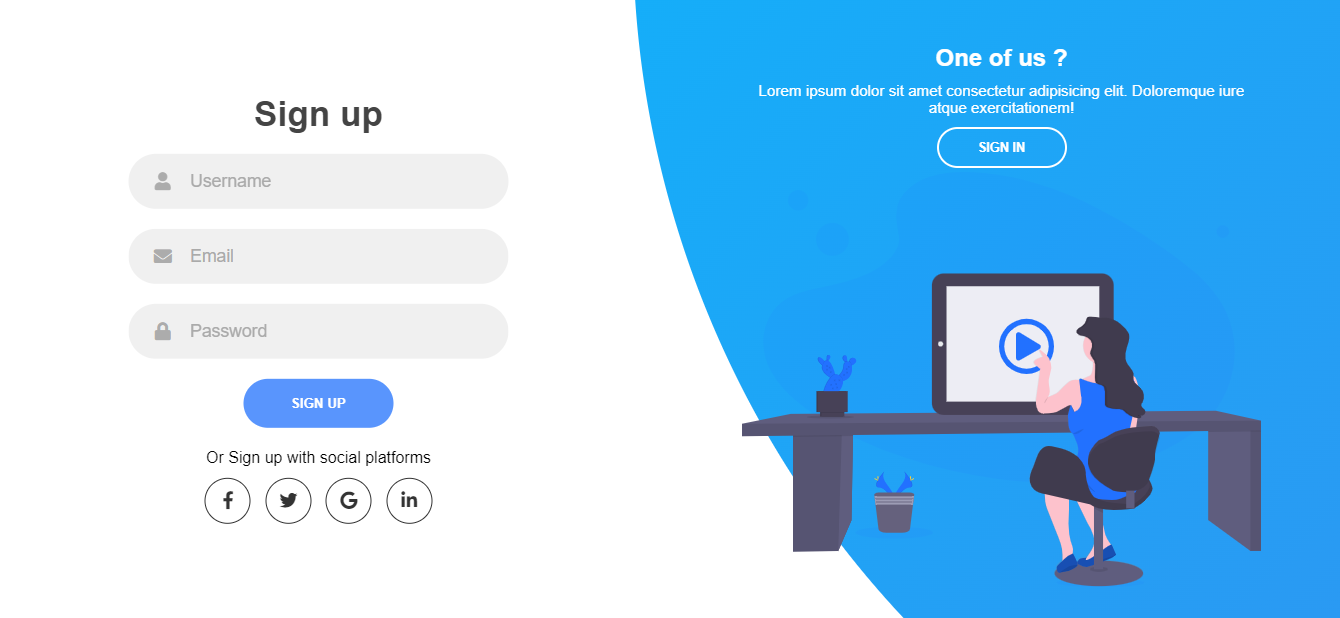 Sign up
Username
Email
Password
SIGN UP
Or Sign up with social platforms
One of us ?
Lorem ipsum dolor sit amet consectetur adipisicing elit. Doloremque iure
atque exercitationem!
SIGN IN